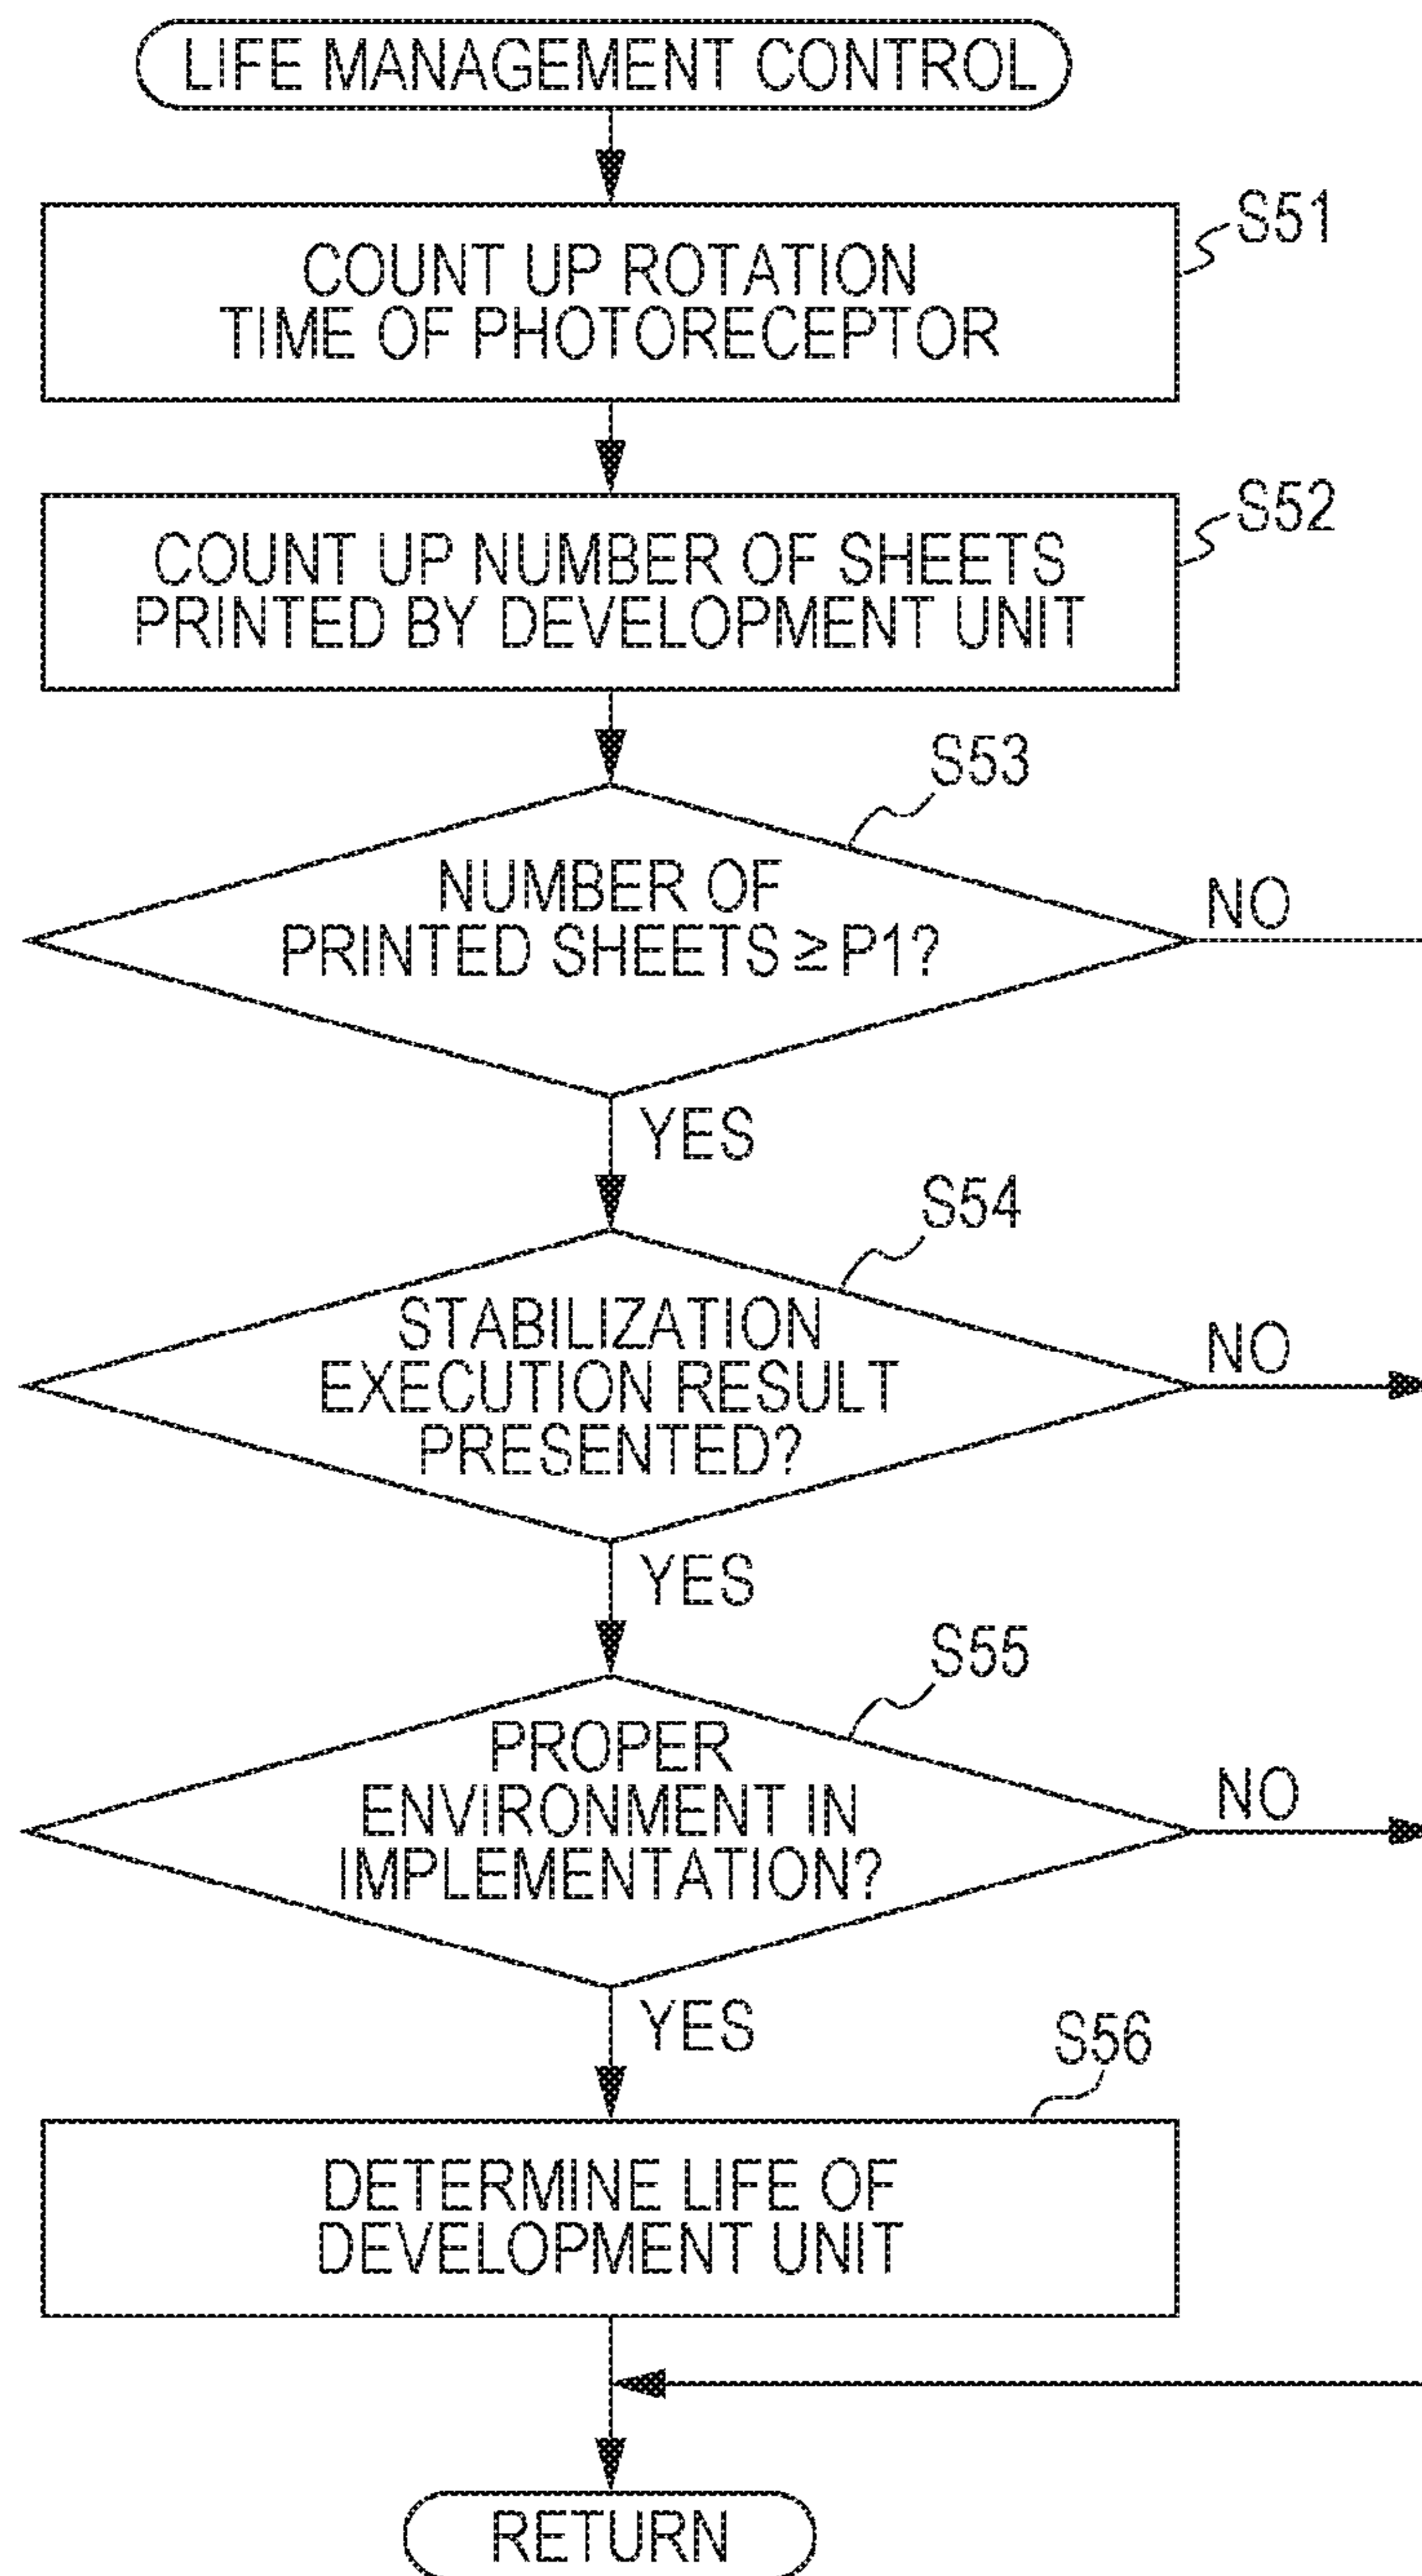 LIFE MANAGEMENT CONTROL
S51
COUNT UP ROTATION
TIME OF PHOTORECEPTOR
S52
COUNT UP NUMBER OF SHEETS
PRINTED BY DEVELOPMENT UNIT
S53
NUMBER OF
PRINTED SHEETS ≥ P1?
NO
YES
S54
STABILIZATION
EXECUTION RESULT
PRESENTED?
NO
YES
S55
PROPER
ENVIRONMENT IN
IMPLEMENTATION?
NO
YES
S56
DETERMINE LIFE OF
DEVELOPMENT UNIT
RETURN